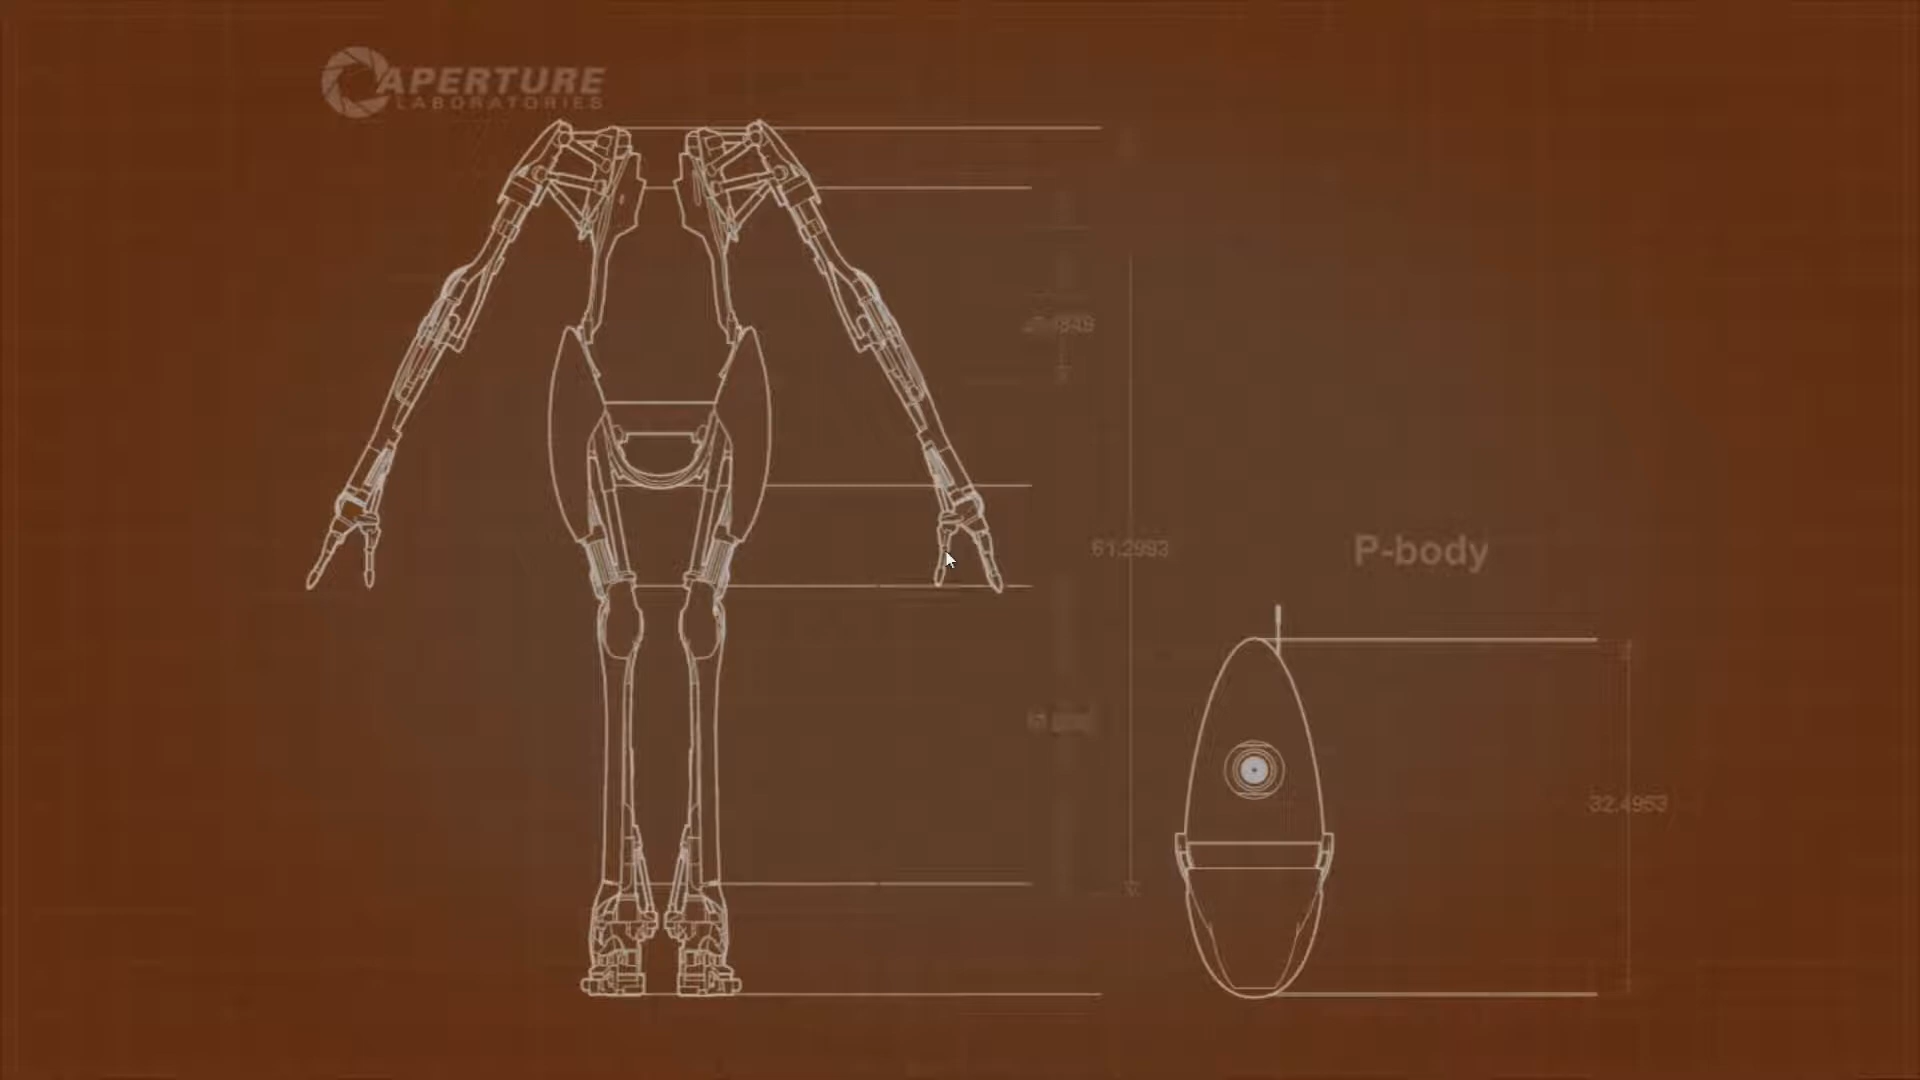 APERTURE
LABORATORIES
61.2993
P-body
32.4953